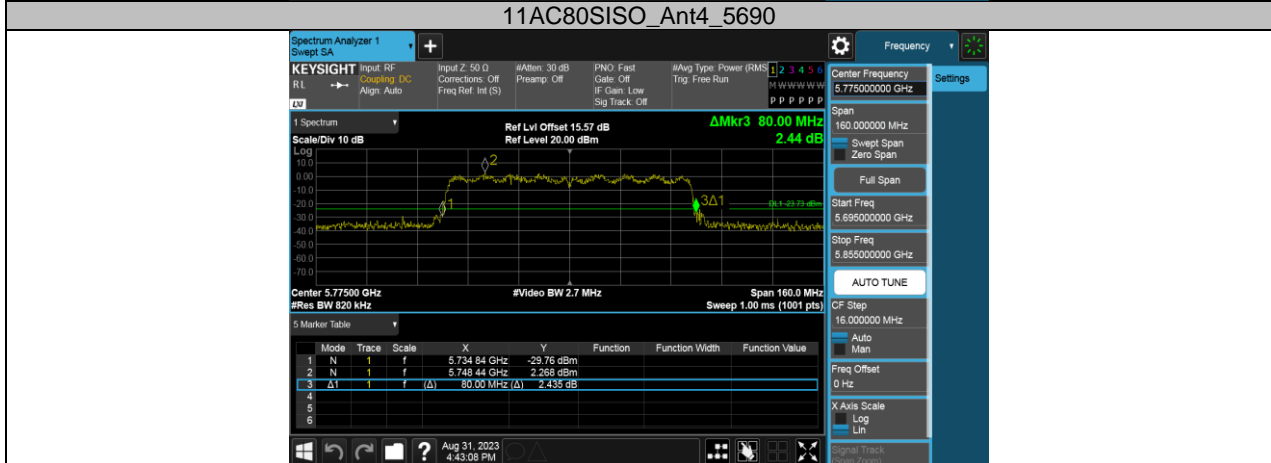 11AC80SISO_Ant4_5690
Spectrum Analyzer 1
Swept SA
Frequency
Settings
KEYSIGHT
RL
LXI
Input: RF
Coupling: DC
Align: Auto
Input Z: 50 Ω
Corrections: Off
Freq Ref: Int (S)
#Atten: 30 dB
Preamp: Off
PNO: Fast
Gate: Off
IF Gain: Low
Sig Track: Off
#Avg Type: Power (RMS
Trig: Free Run
1 2 3 4 5 6
M W W W W W
P P P P P P
1 Spectrum
Scale/Div 10 dB
Ref Lvl Offset 15.57 dB
Ref Level 20.00 dBm
ΔMkr3 80.00 MHz
2.44 dB
Log
10.0
0.00
-10.0
-20.0
-30.0
-40.0
-50.0
-60.0
-70.0
2
1
3Δ1
DL1 -23.73 dBm
Center 5.77500 GHz
#Res BW 820 kHz
#Video BW 2.7 MHz
Span 160.0 MHz
Sweep 1.00 ms (1001 pts)
5 Marker Table
Mode Trace Scale X Y Function Function Width Function Value
1 N 1 f 5.734 84 GHz -29.76 dBm
2 N 1 f 5.748 44 GHz 2.268 dBm
3 Δ1 1 f (Δ) 80.00 MHz (Δ) 2.435 dB
4
5
6
Aug 31, 2023
4:43:08 PM
Center Frequency
5.775000000 GHz
Span
160.000000 MHz
Swept Span
Zero Span
Full Span
Start Freq
5.695000000 GHz
Stop Freq
5.855000000 GHz
AUTO TUNE
CF Step
16.000000 MHz
Auto
Man
Freq Offset
0 Hz
X Axis Scale
Log
Lin
Signal Track
(Span Zoom)